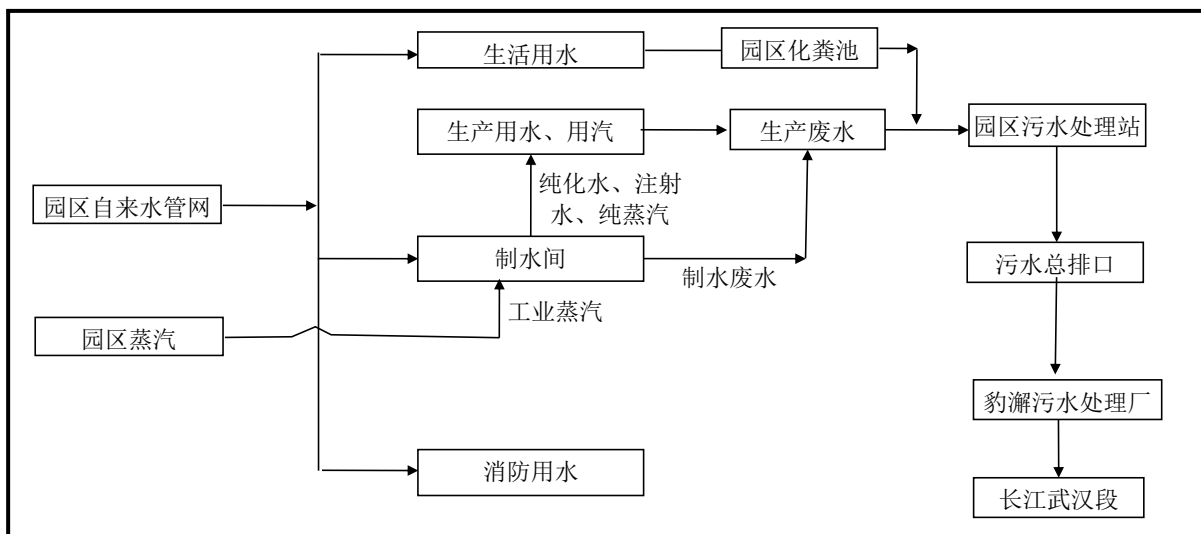 生活用水
园区化粪池
生产用水、用汽
生产废水
园区污水处理站
纯化水、注射
水、纯蒸汽
园区自来水管网
制水间
制水废水
污水总排口
工业蒸汽
园区蒸汽
豹澥污水处理厂
消防用水
长江武汉段